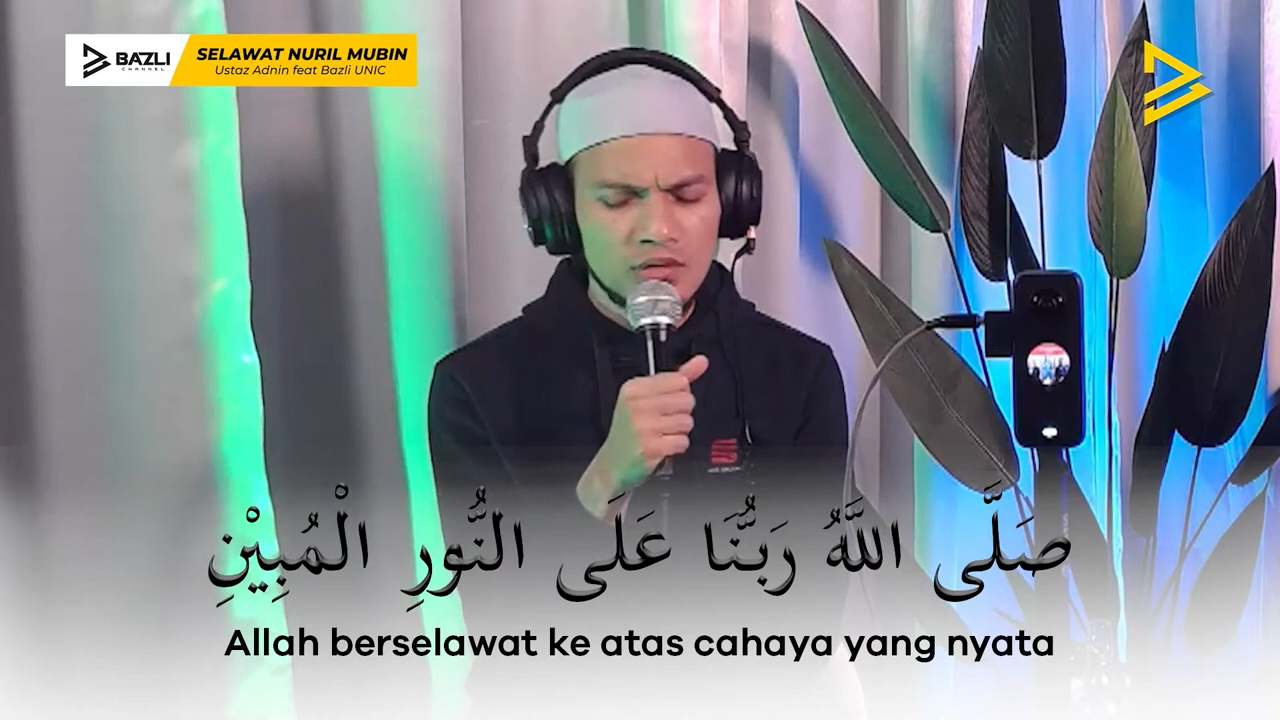 BAZLI
CHANNEL
SELAWAT NURIL MUBIN
Ustaz Adnin feat Bazli UNIC
صَلَّى اللَّهُ رَبُّنَا عَلَى النُّورِ الْمُبِيْنِ
Allah berselawat ke atas cahaya yang nyata